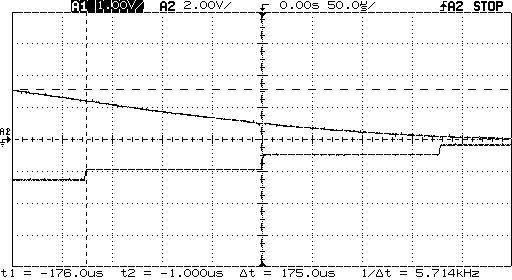 A1 1.00V/ A2 2.00V/ 0.00s 50.0µ/ ƒA2 STOP
A2
t1 = -176.0us t2 = -1.000us Δt = 175.0us 1/Δt = 5.714kHz